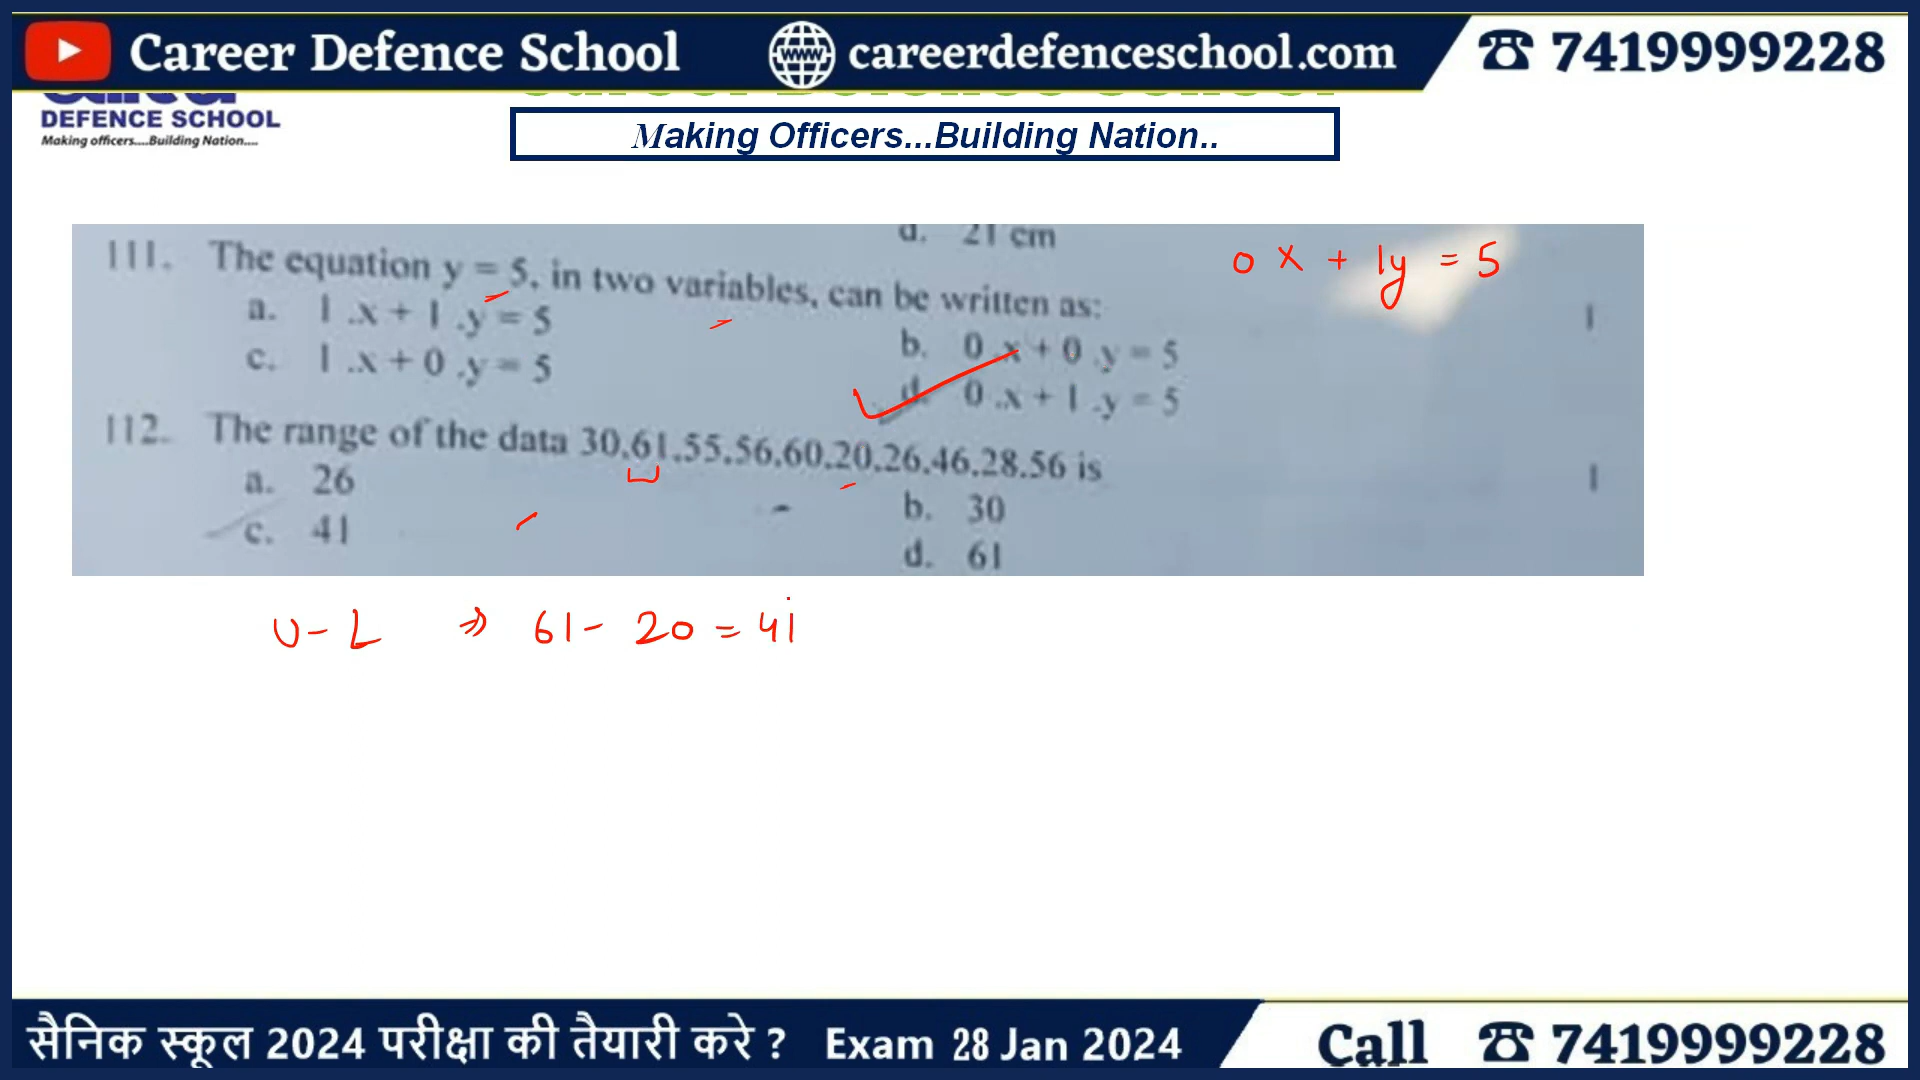 Career Defence School www careerdefenceschool.com ☎ 7419999228
DEFENCE SCHOOL
Making officers....Building Nation....
Making Officers...Building Nation..
d. 21 cm
111. The equation y = 5, in two variables, can be written as:
a. 1 .x + 1 .y = 5
b. 0 .x + 0 .y = 5
c. 1 .x + 0 .y = 5
d. 0 .x + 1 .y = 5
1
0 x + 1y = 5
112. The range of the data 30,61,55,56,60,20,26,46,28,56 is
a. 26
b. 30
c. 41
d. 61
1
U - L ⇒ 61 - 20 = 41
सैनिक स्कूल 2024 परीक्षा की तैयारी करे ? Exam 28 Jan 2024 Call ☎ 7419999228